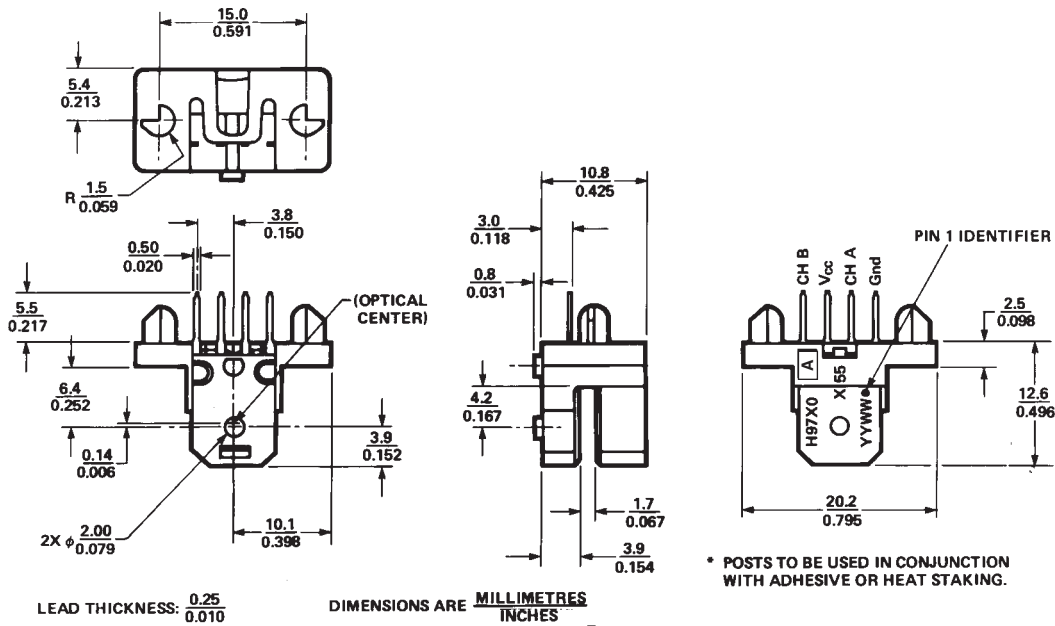 15.0
0.591
5.4
0.213
R 1.5
0.059
3.8
0.150
0.50
0.020
5.5
0.217
(OPTICAL
CENTER)
6.4
0.252
0.14
0.006
3.9
0.152
2X ϕ 2.00
0.079
10.1
0.398
LEAD THICKNESS: 0.25
0.010
10.8
0.425
3.0
0.118
0.8
0.031
4.2
0.167
1.7
0.067
3.9
0.154
DIMENSIONS ARE MILLIMETRES
INCHES
PIN 1 IDENTIFIER
CH B
Vcc
CH A
Gnd
2.5
0.098
A
X 55
H97X0
YYWW
12.6
0.496
20.2
0.795
* POSTS TO BE USED IN CONJUNCTION
WITH ADHESIVE OR HEAT STAKING.